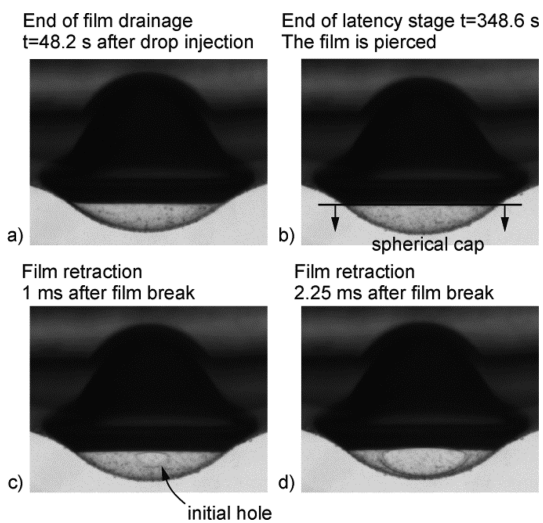 End of film drainage
t=48.2 s after drop injection
End of latency stage t=348.6 s
The film is pierced
a)
b)
spherical cap
Film retraction
1 ms after film break
Film retraction
2.25 ms after film break
c)
initial hole
d)